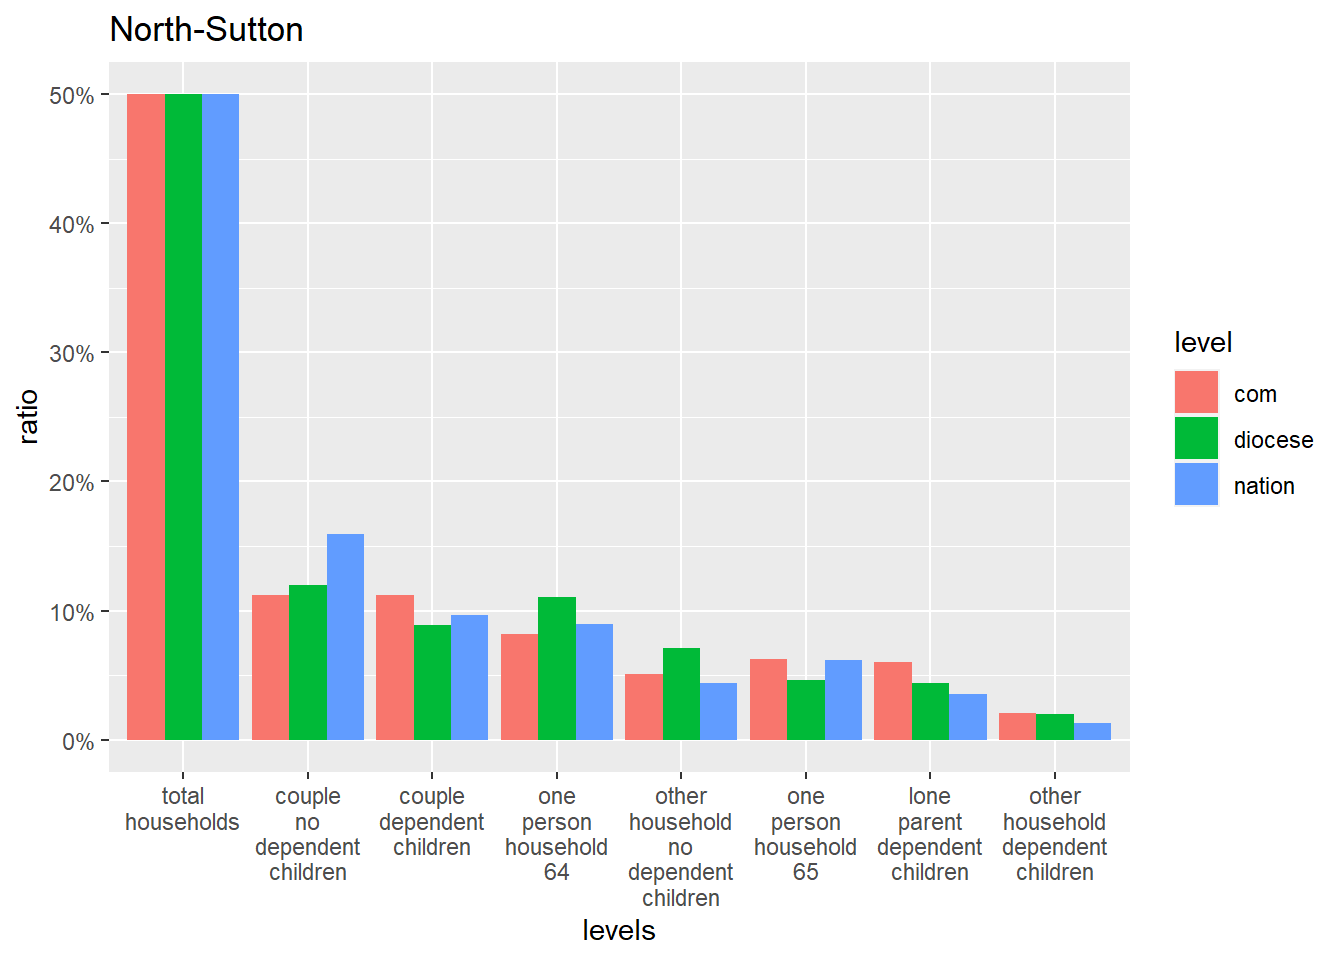 North-Sutton
50%
40%
30%
20%
10%
0%
ratio
total
households
couple
no
dependent
children
couple
dependent
children
one
person
household
64
other
household
no
dependent
children
one
person
household
65
lone
parent
dependent
children
other
household
dependent
children
levels
level
com
diocese
nation